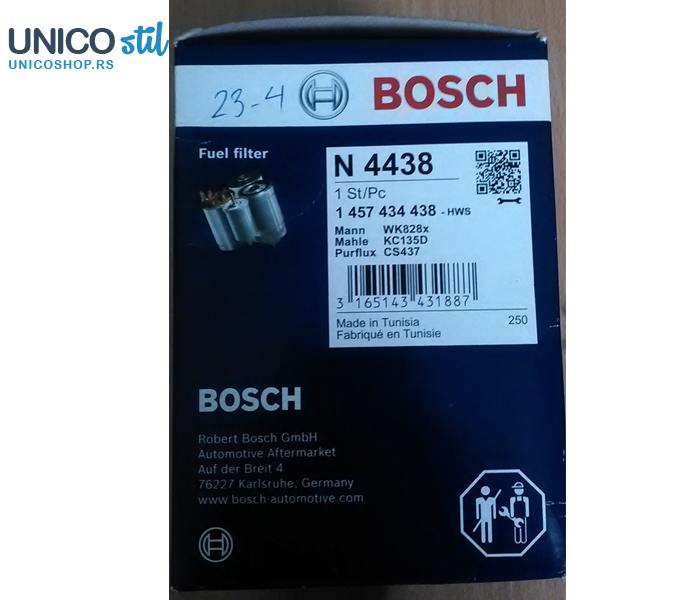 UNICO stil
UNICOSHOP.RS
23-4
BOSCH
Fuel filter
N 4438
1 St/Pc
1 457 434 438 - HWS
Mann WK828x
Mahle KC135D
Purflux CS437
3 165143 431887
Made in Tunisia 250
Fabriqué en Tunisie
BOSCH
Robert Bosch GmbH
Automotive Aftermarket
Auf der Breit 4
76227 Karlsruhe, Germany
www.bosch-automotive.com